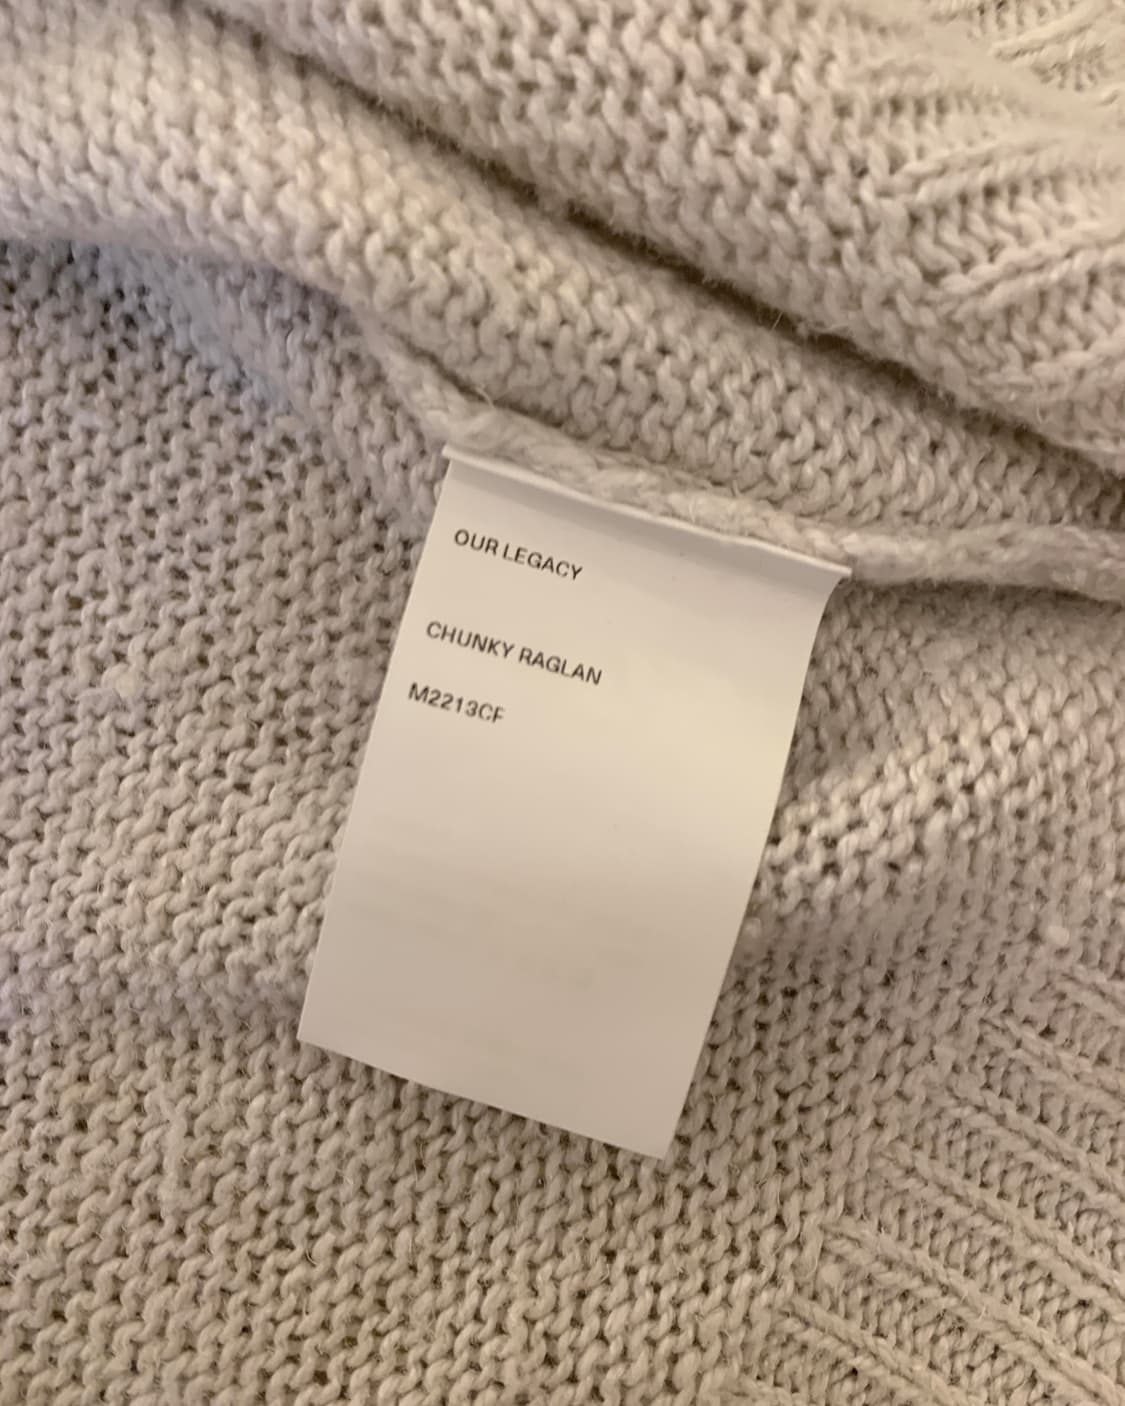 OUR LEGACY
CHUNKY RAGLAN
M2213CF